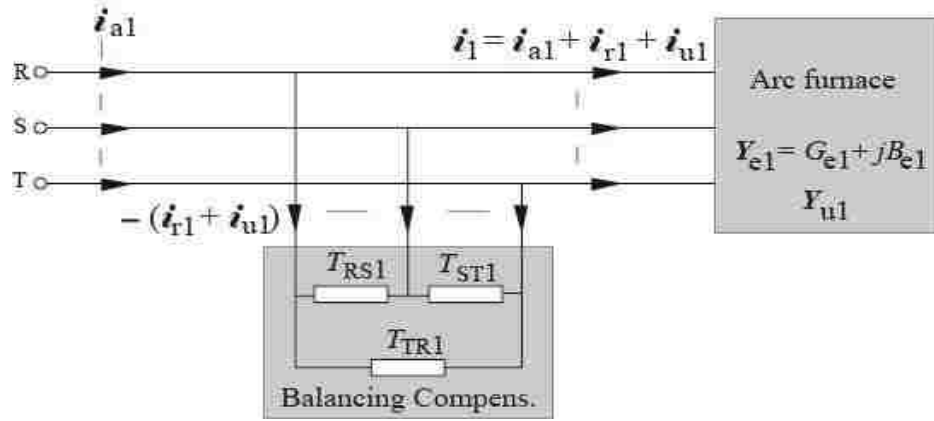 i_a1
i_1 = i_a1 + i_r1 + i_u1
R
S
T
Arc furnace
Y_e1 = G_e1 + jB_e1
Y_u1
- (i_r1 + i_u1)
T_RS1
T_ST1
T_TR1
Balancing Compens.